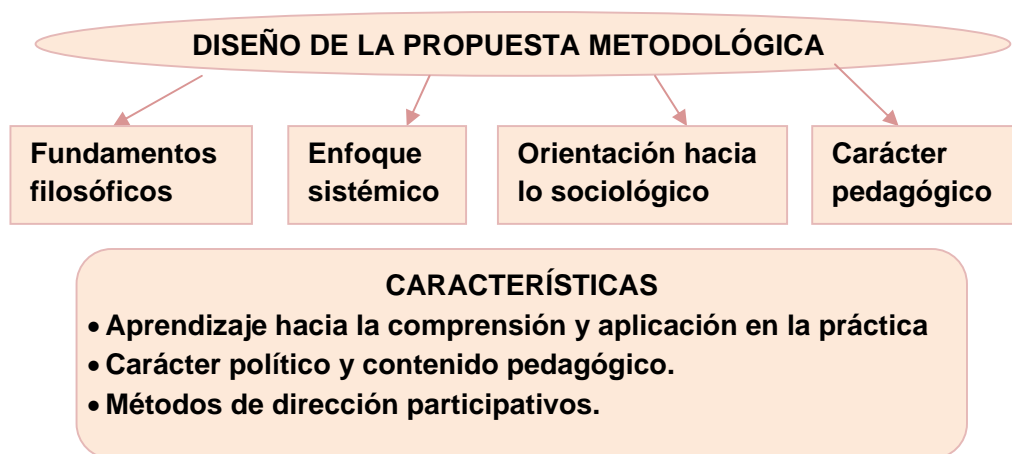 DISEÑO DE LA PROPUESTA METODOLÓGICA
Fundamentos
filosóficos
Enfoque
sistémico
Orientación hacia
lo sociológico
Carácter
pedagógico
CARACTERÍSTICAS
• Aprendizaje hacia la comprensión y aplicación en la práctica
• Carácter político y contenido pedagógico.
• Métodos de dirección participativos.